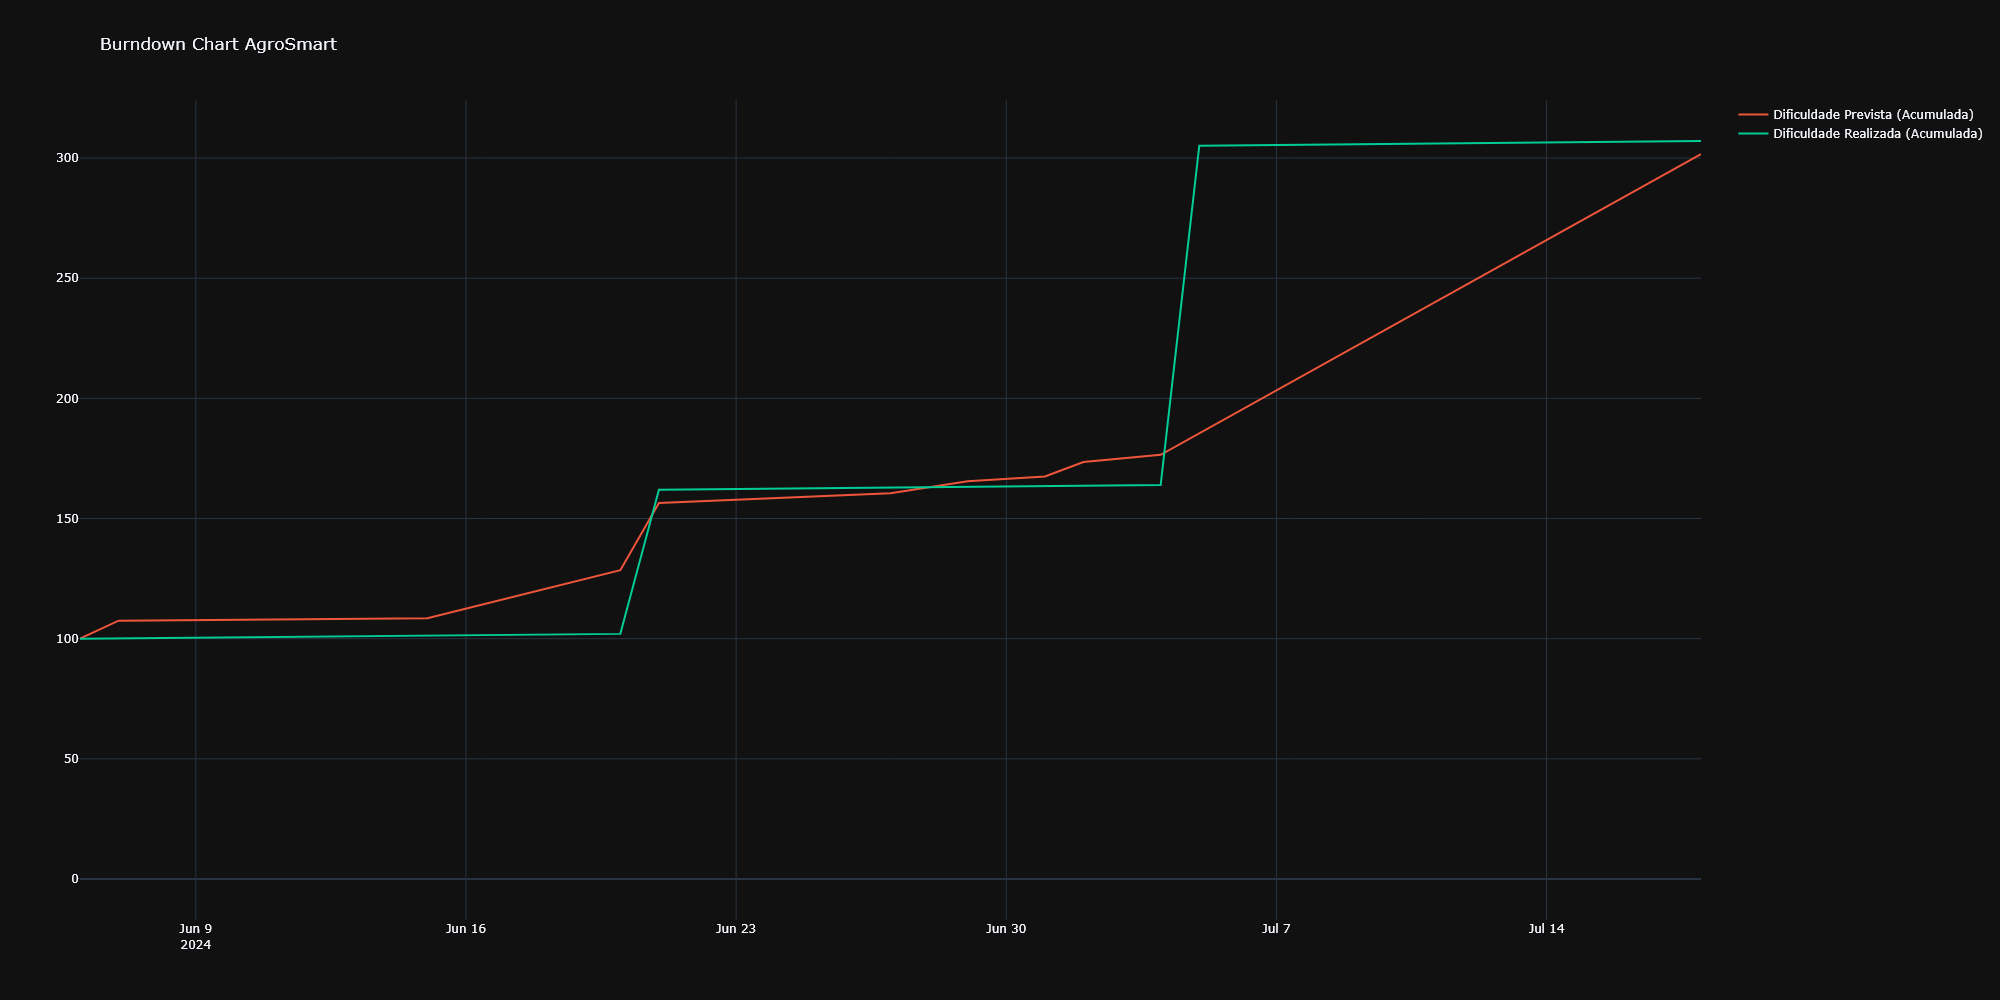 Burndown Chart AgroSmart
Dificuldade Prevista (Acumulada)
Dificuldade Realizada (Acumulada)
300
250
200
150
100
50
0
Jun 9
2024
Jun 16
Jun 23
Jun 30
Jul 7
Jul 14